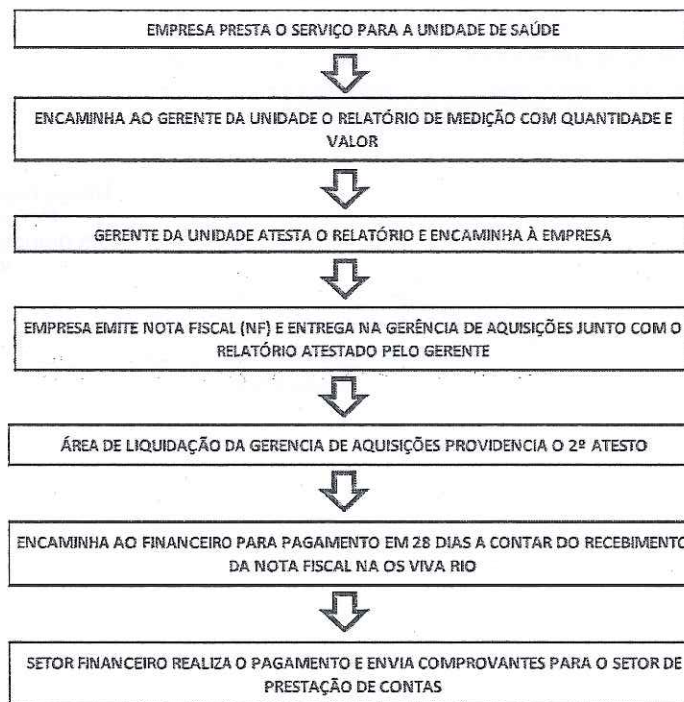 EMPRESA PRESTA O SERVIÇO PARA A UNIDADE DE SAÚDE
ENCAMINHA AO GERENTE DA UNIDADE O RELATÓRIO DE MEDIÇÃO COM QUANTIDADE E
VALOR
GERENTE DA UNIDADE ATESTA O RELATÓRIO E ENCAMINHA À EMPRESA
EMPRESA EMITE NOTA FISCAL (NF) E ENTREGA NA GERÊNCIA DE AQUISIÇÕES JUNTO COM O
RELATÓRIO ATESTADO PELO GERENTE
ÁREA DE LIQUIDAÇÃO DA GERENCIA DE AQUISIÇÕES PROVIDENCIA O 2º ATESTO
ENCAMINHA AO FINANCEIRO PARA PAGAMENTO EM 28 DIAS A CONTAR DO RECEBIMENTO
DA NOTA FISCAL NA OS VIVA RIO
SETOR FINANCEIRO REALIZA O PAGAMENTO E ENVIA COMPROVANTES PARA O SETOR DE
PRESTAÇÃO DE CONTAS